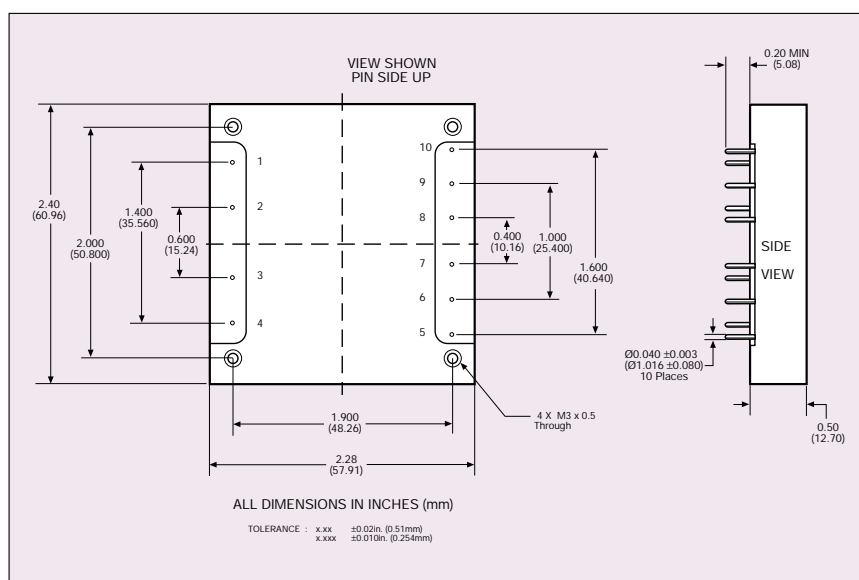 VIEW SHOWN
PIN SIDE UP
0.20 MIN
(5.08)
10
1
9
2
8
7
3
6
4
5
2.40
(60.96)
2.000
(50.800)
1.400
(35.560)
0.600
(15.24)
0.400
(10.16)
1.000
(25.400)
1.600
(40.640)
SIDE
VIEW
Ø0.040 ±0.003
(Ø1.016 ±0.080)
10 Places
1.900
(48.26)
4 X M3 x 0.5
Through
0.50
(12.70)
2.28
(57.91)
ALL DIMENSIONS IN INCHES (mm)
TOLERANCE : x.xx ±0.02in. (0.51mm)
x.xxx ±0.010in. (0.254mm)